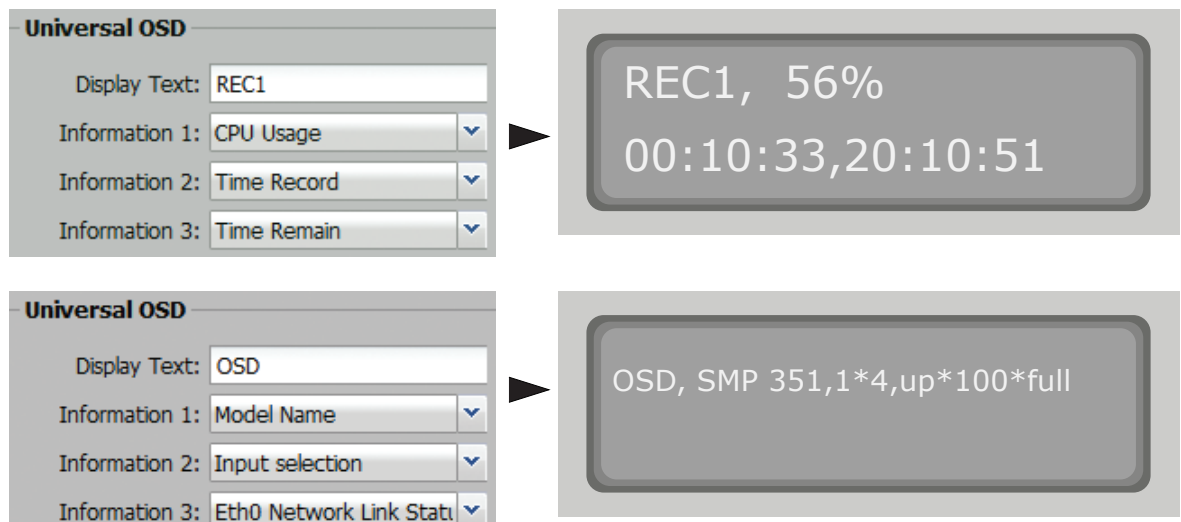 Universal OSD
Display Text: REC1
Information 1: CPU Usage
Information 2: Time Record
Information 3: Time Remain
REC1, 56%
00:10:33,20:10:51
Universal OSD
Display Text: OSD
Information 1: Model Name
Information 2: Input selection
Information 3: Eth0 Network Link Statu
OSD, SMP 351,1*4,up*100*full